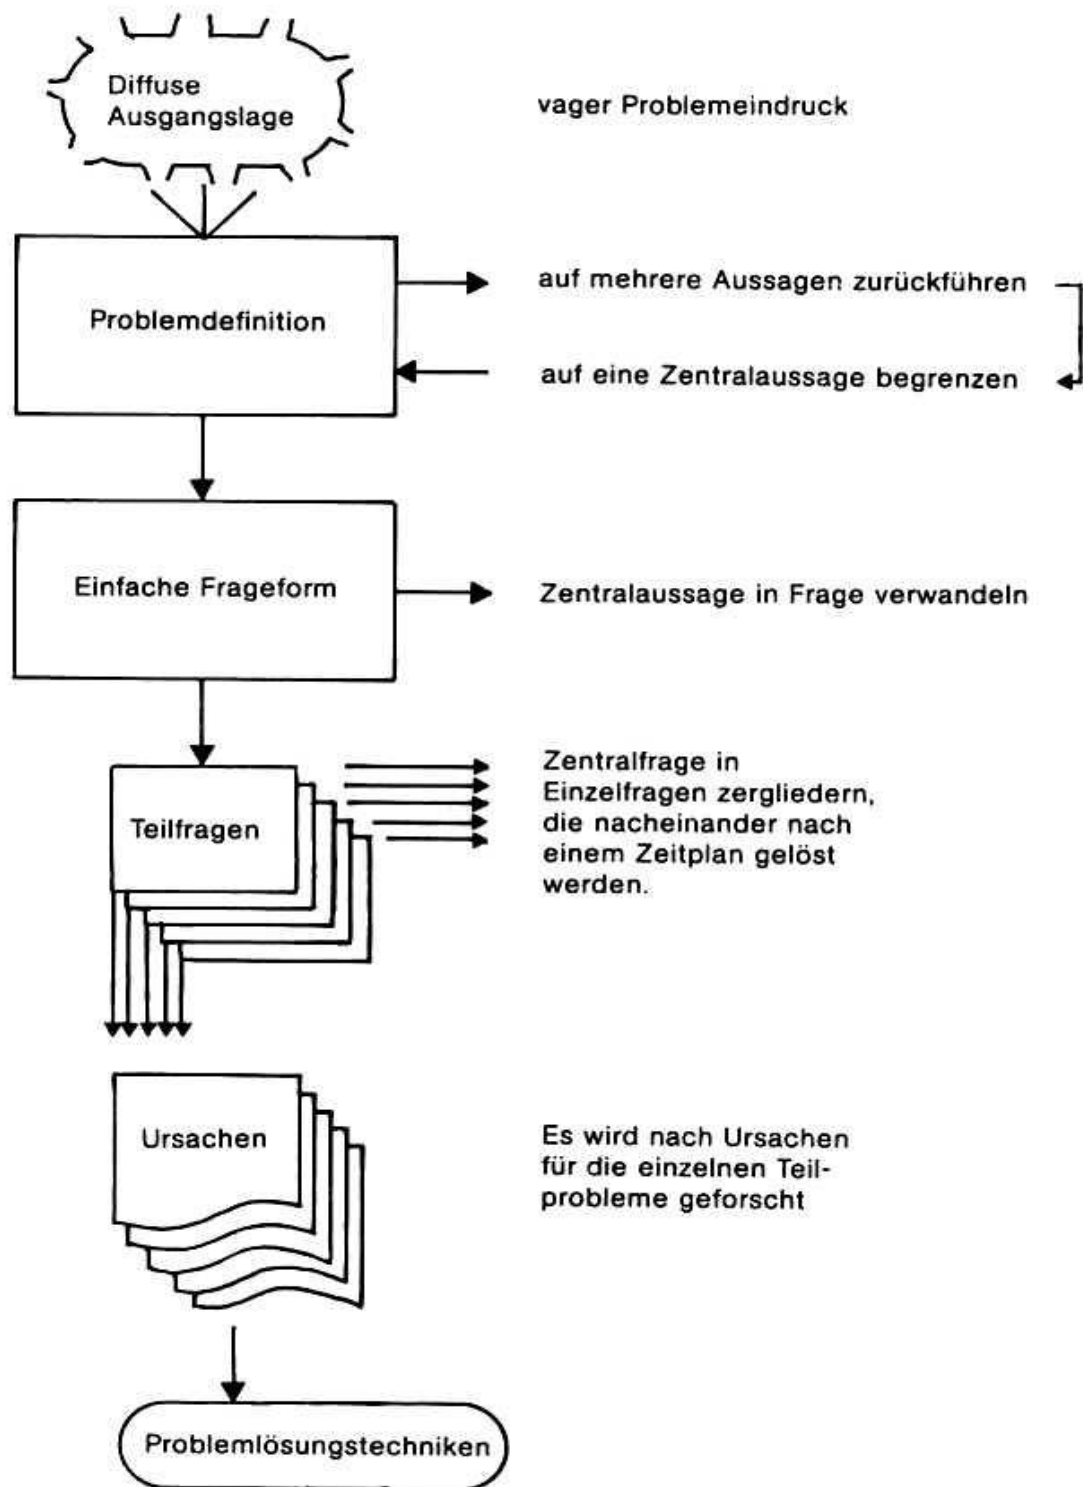 Diffuse
Ausgangslage
vager Problemeindruck
Problemdefinition
auf mehrere Aussagen zurückführen
auf eine Zentralaussage begrenzen
Einfache Frageform
Zentralaussage in Frage verwandeln
Teilfragen
Zentralfrage in
Einzelfragen zergliedern,
die nacheinander nach
einem Zeitplan gelöst
werden.
Ursachen
Es wird nach Ursachen
für die einzelnen Teil-
probleme geforscht
Problemlösungstechniken